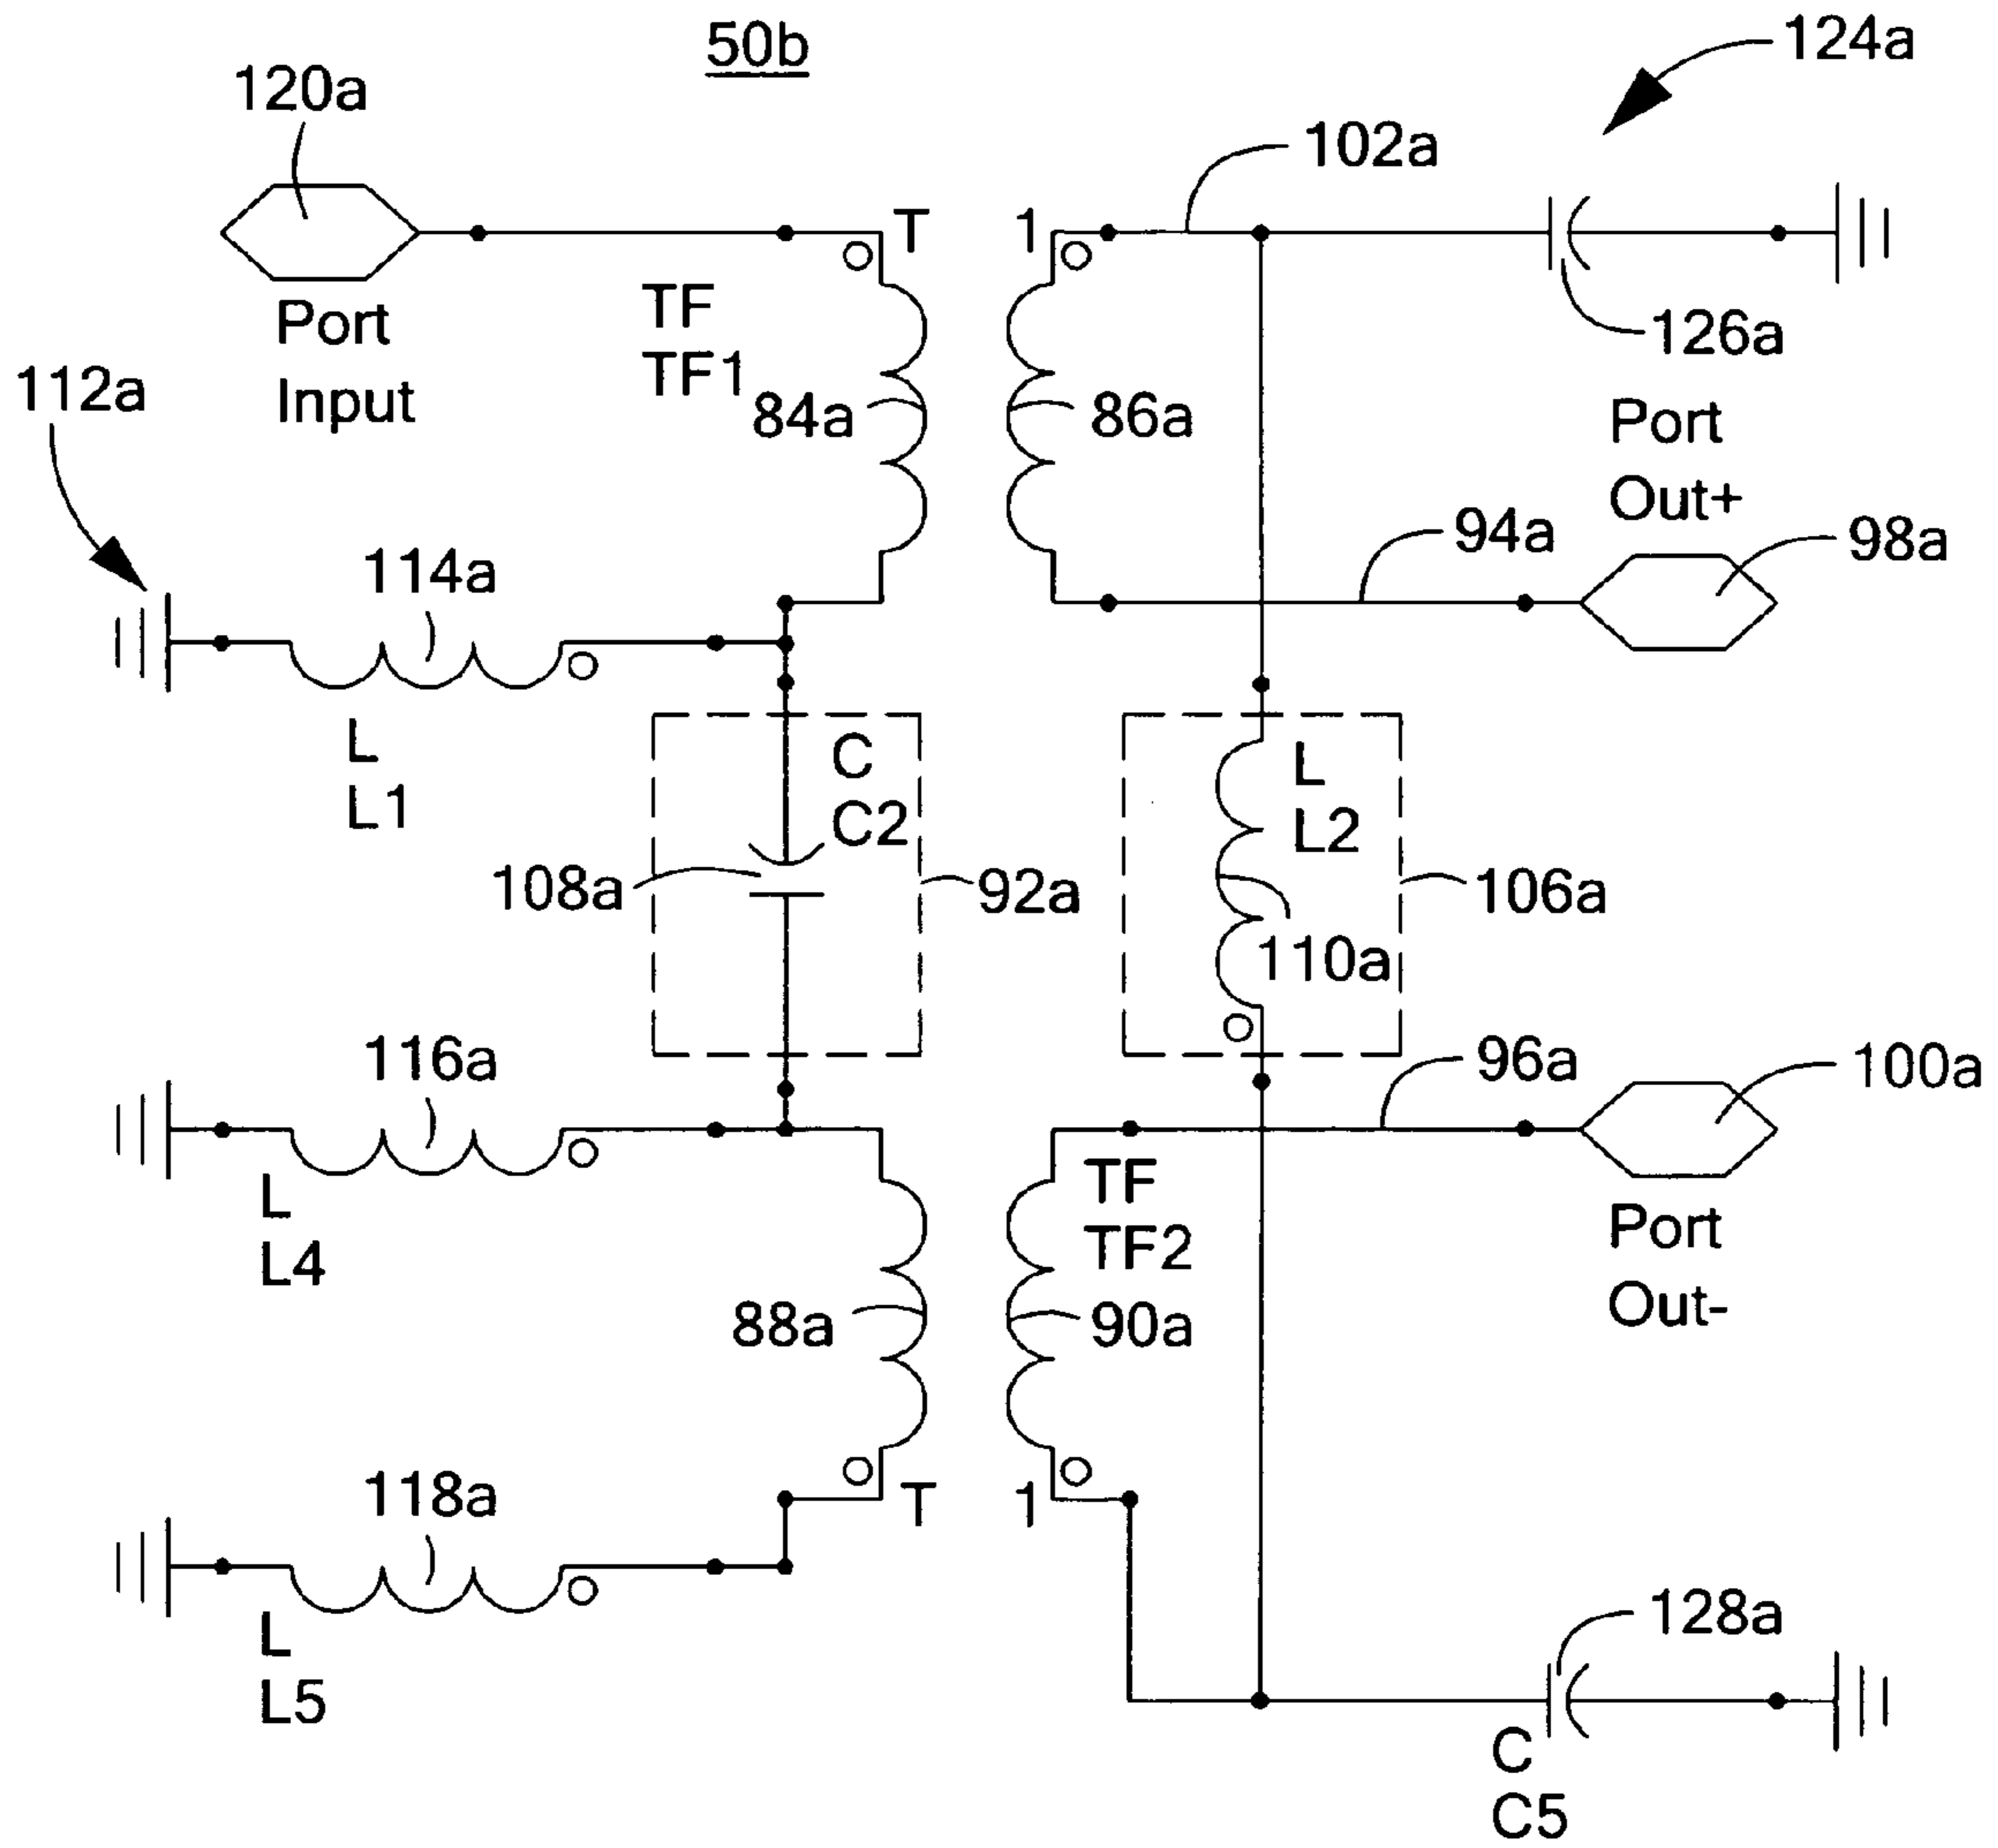 50b
124a
120a
102a
T
1
Port
Input
TF
TF1
126a
112a
84a
86a
Port
Out+
94a
98a
114a
L
L1
C
C2
L
L2
108a
92a
106a
110a
116a
96a
100a
L
L4
TF
TF2
Port
Out-
88a
90a
118a
T
1
L
L5
128a
C
C5